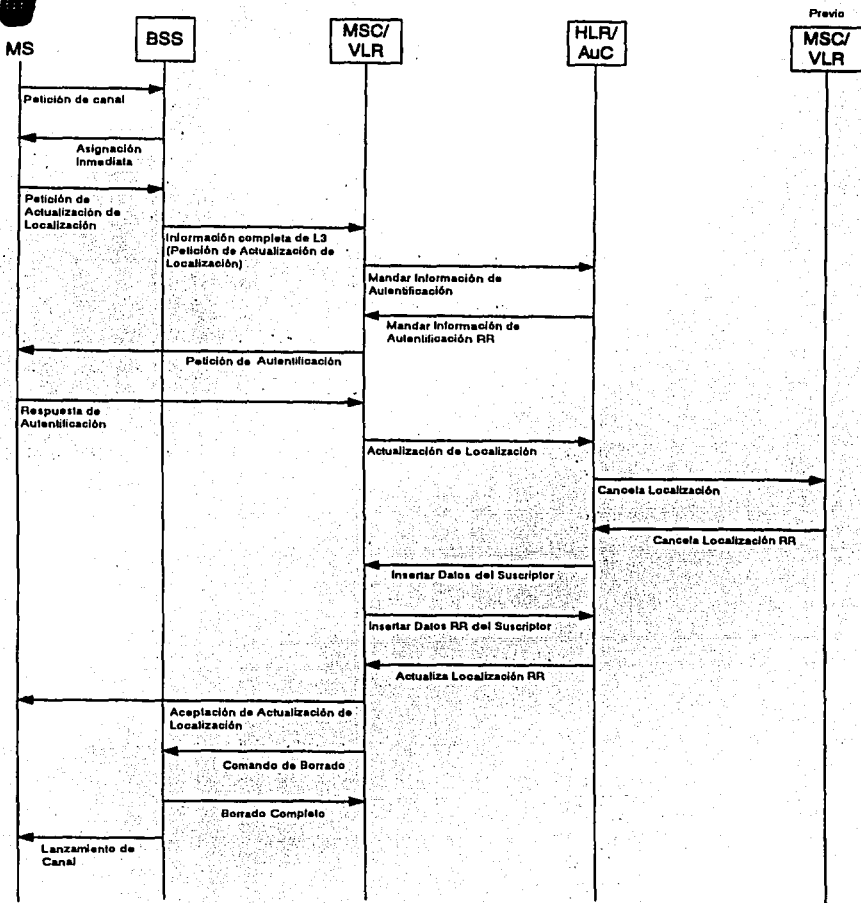 Previo
MS
BSS
MSC/
VLR
HLR/
AuC
MSC/
VLR
Petición de canal
Asignación
Inmediata
Petición de
Actualización de
Localización
Información completa de L3
(Petición de Actualización de
Localización)
Mandar Información de
Autentificación
Mandar Información de
Autentificación RR
Petición de Autentificación
Respuesta de
Autentificación
Actualización de Localización
Cancela Localización
Cancela Localización RR
Insertar Datos del Suscriptor
Insertar Datos RR del Suscriptor
Actualiza Localización RR
Aceptación de Actualización de
Localización
Comando de Borrado
Borrado Completo
Lanzamiento de
Canal